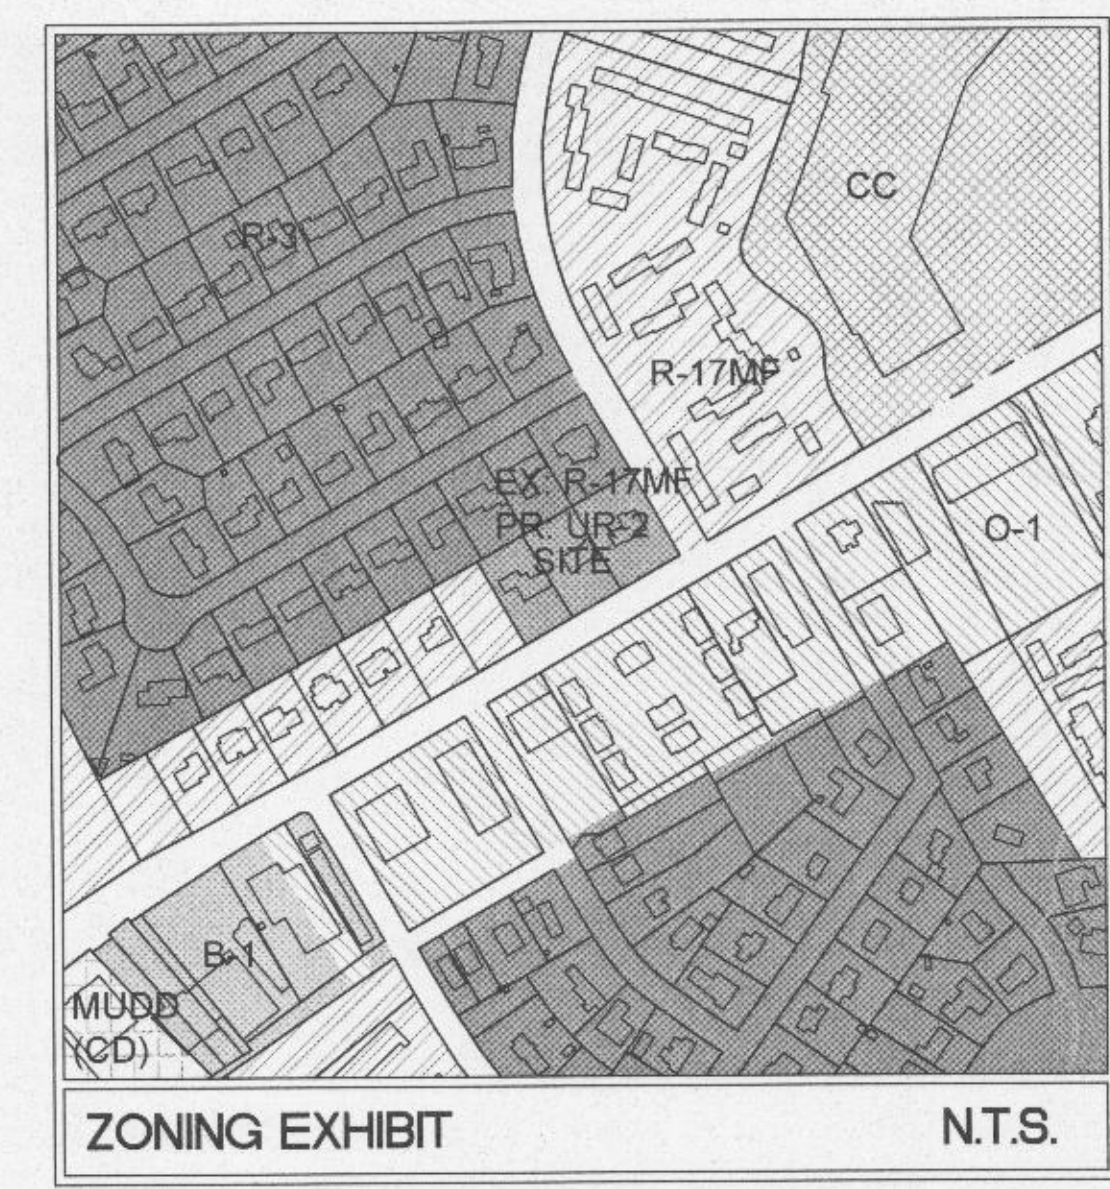 CC
R-3
R-17MF
EX. R-17MF
PR. UR-2
SITE
O-1
B-1
MUDD
(CD)
ZONING EXHIBIT
N.T.S.